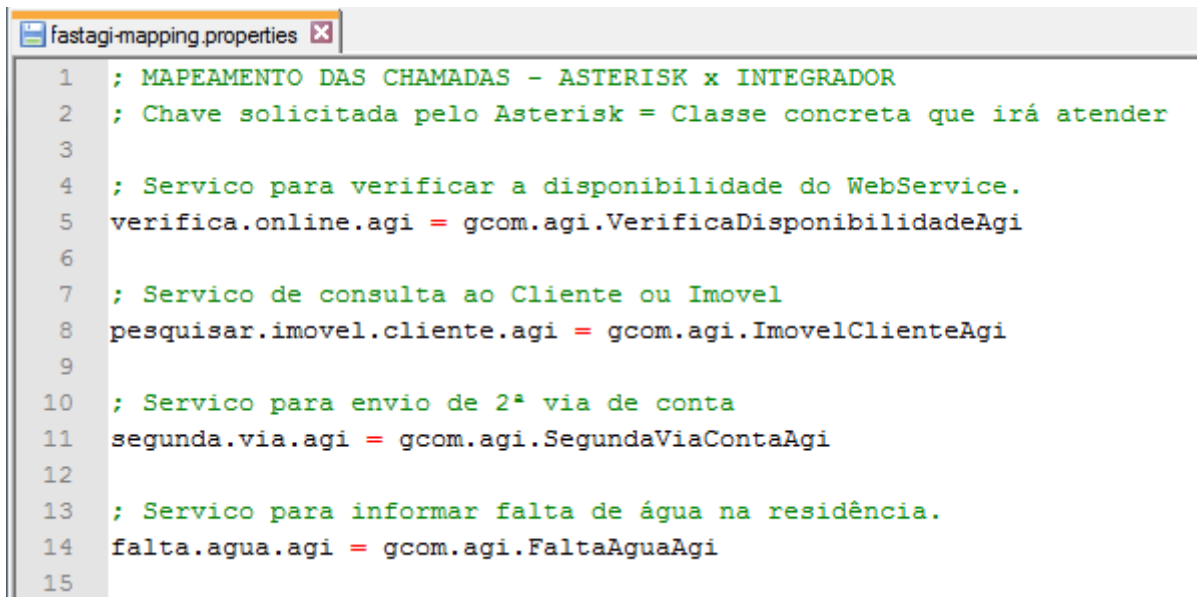 fastagi-mapping.properties
1 ; MAPEAMENTO DAS CHAMADAS - ASTERISK x INTEGRADOR
2 ; Chave solicitada pelo Asterisk = Classe concreta que irá atender
3
4 ; Servico para verificar a disponibilidade do WebService.
5 verifica.online.agi = gcom.agi.VerificaDisponibilidadeAgi
6
7 ; Servico de consulta ao Cliente ou Imovel
8 pesquisar.imovel.cliente.agi = gcom.agi.ImovelClienteAgi
9
10 ; Servico para envio de 2ª via de conta
11 segunda.via.agi = gcom.agi.SegundaViaContaAgi
12
13 ; Servico para informar falta de água na residência.
14 falta.agua.agi = gcom.agi.FaltaAguaAgi
15